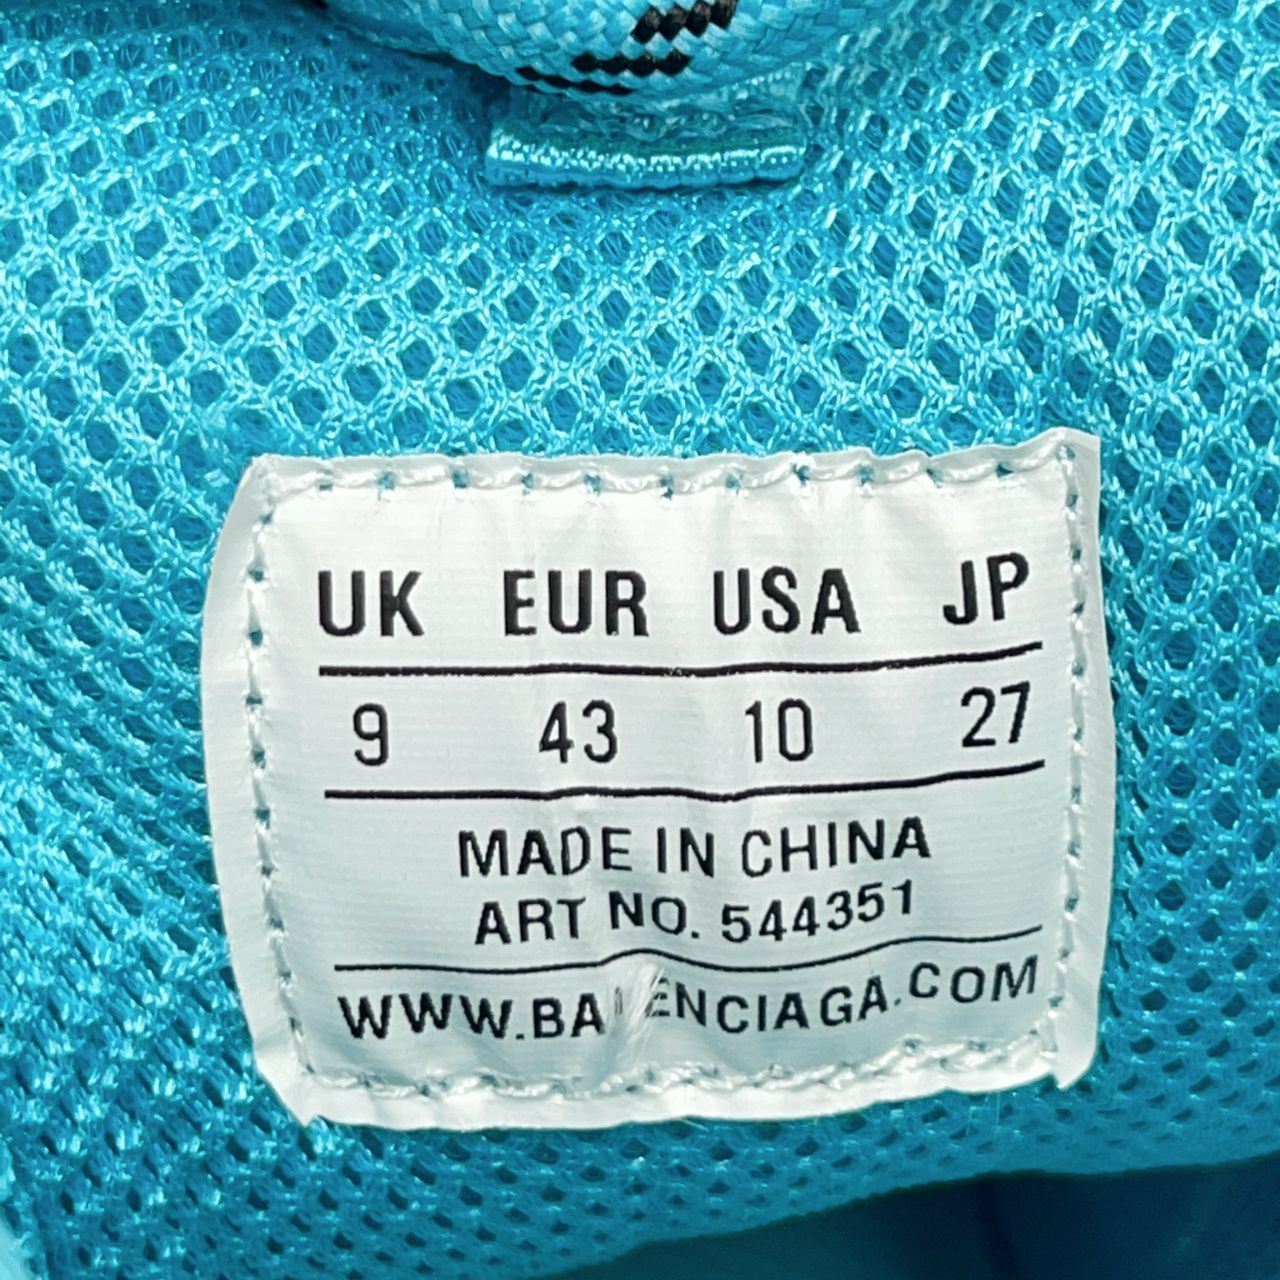 UK EUR USA JP
9 43 10 27
MADE IN CHINA
ART NO. 544351
WWW.BALENCIAGA.COM